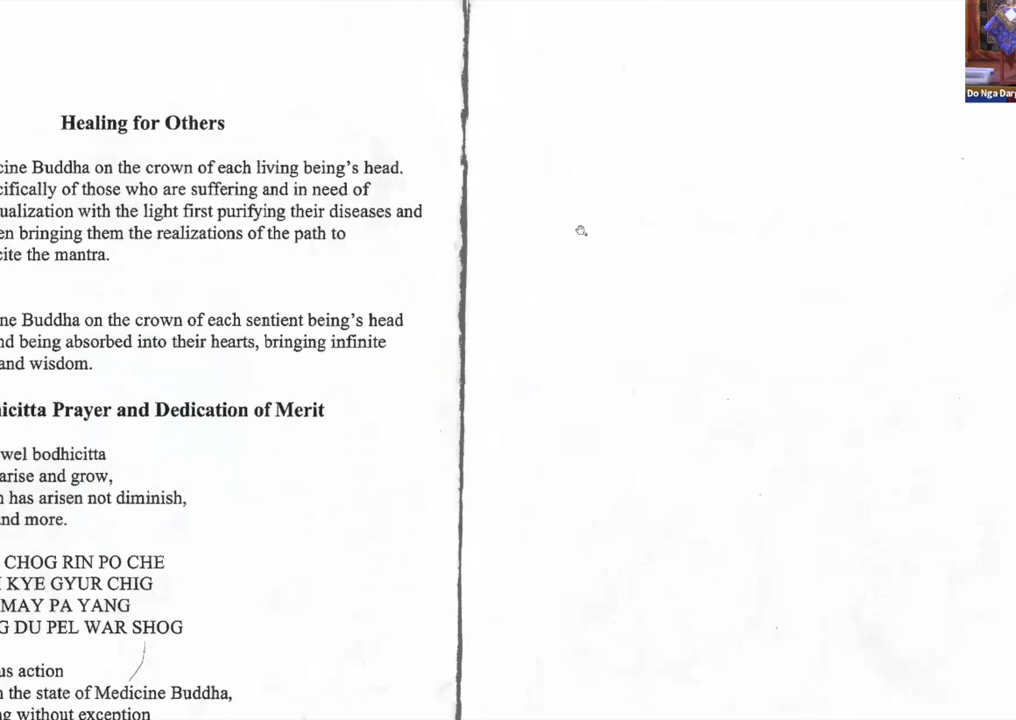 Healing for Others
cine Buddha on the crown of each living being's head.
cifically of those who are suffering and in need of
ualization with the light first purifying their diseases and
en bringing them the realizations of the path to
cite the mantra.
ne Buddha on the crown of each sentient being's head
nd being absorbed into their hearts, bringing infinite
and wisdom.
hicitta Prayer and Dedication of Merit
wel bodhicitta
arise and grow,
n has arisen not diminish,
and more.
CHOG RIN PO CHE
I KYE GYUR CHIG
MAY PA YANG
G DU PEL WAR SHOG
us action
n the state of Medicine Buddha,
ng without exception
Do Nga Darg